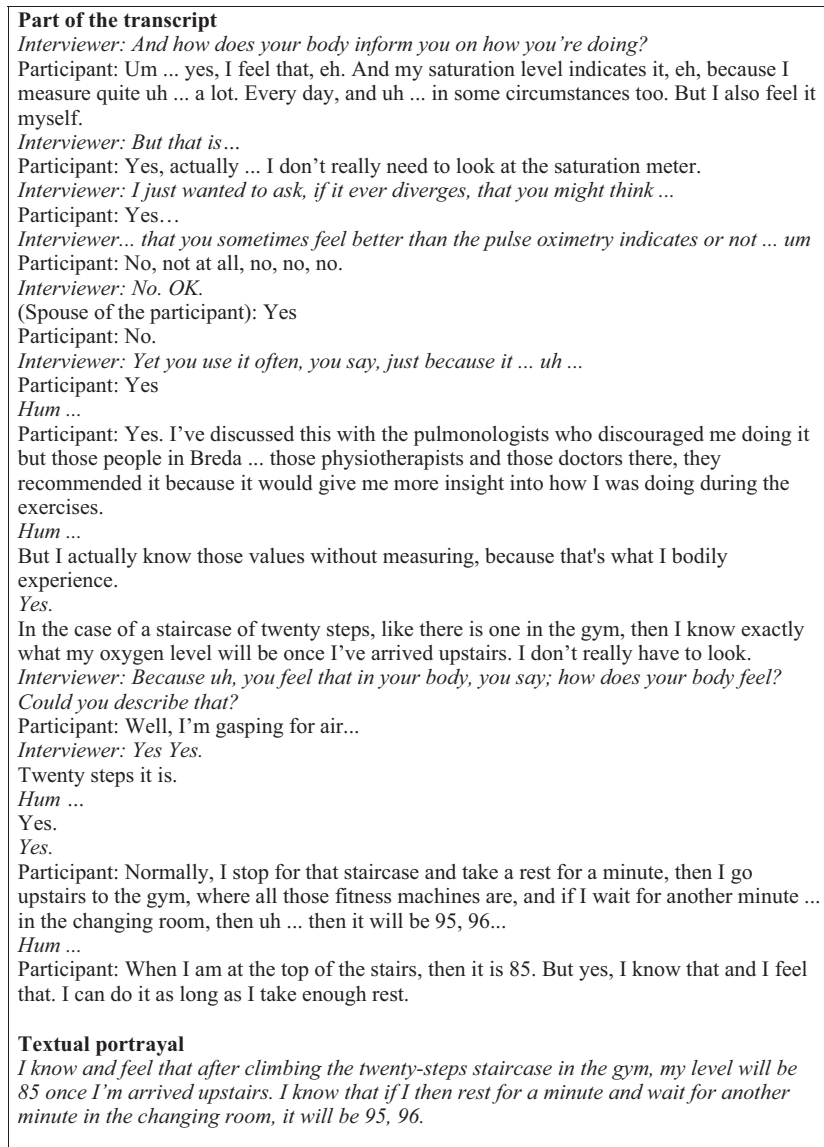 Part of the transcript
Interviewer: And how does your body inform you on how you're doing?
Participant: Um ... yes, I feel that, eh. And my saturation level indicates it, eh, because I
measure quite uh ... a lot. Every day, and uh ... in some circumstances too. But I also feel it
myself.
Interviewer: But that is…
Participant: Yes, actually ... I don't really need to look at the saturation meter.
Interviewer: I just wanted to ask, if it ever diverges, that you might think ...
Participant: Yes…
Interviewer... that you sometimes feel better than the pulse oximetry indicates or not ... um
Participant: No, not at all, no, no, no.
Interviewer: No. OK.
(Spouse of the participant): Yes
Participant: No.
Interviewer: Yet you use it often, you say, just because it ... uh ...
Participant: Yes
Hum ...
Participant: Yes. I've discussed this with the pulmonologists who discouraged me doing it
but those people in Breda ... those physiotherapists and those doctors there, they
recommended it because it would give me more insight into how I was doing during the
exercises.
Hum ...
But I actually know those values without measuring, because that's what I bodily
experience.
Yes.
In the case of a staircase of twenty steps, like there is one in the gym, then I know exactly
what my oxygen level will be once I've arrived upstairs. I don't really have to look.
Interviewer: Because uh, you feel that in your body, you say; how does your body feel?
Could you describe that?
Participant: Well, I'm gasping for air...
Interviewer: Yes Yes.
Twenty steps it is.
Hum ...
Yes.
Yes.
Participant: Normally, I stop for that staircase and take a rest for a minute, then I go
upstairs to the gym, where all those fitness machines are, and if I wait for another minute ...
in the changing room, then uh ... then it will be 95, 96...
Hum ...
Participant: When I am at the top of the stairs, then it is 85. But yes, I know that and I feel
that. I can do it as long as I take enough rest.
Textual portrayal
I know and feel that after climbing the twenty-steps staircase in the gym, my level will be
85 once I'm arrived upstairs. I know that if I then rest for a minute and wait for another
minute in the changing room, it will be 95, 96.